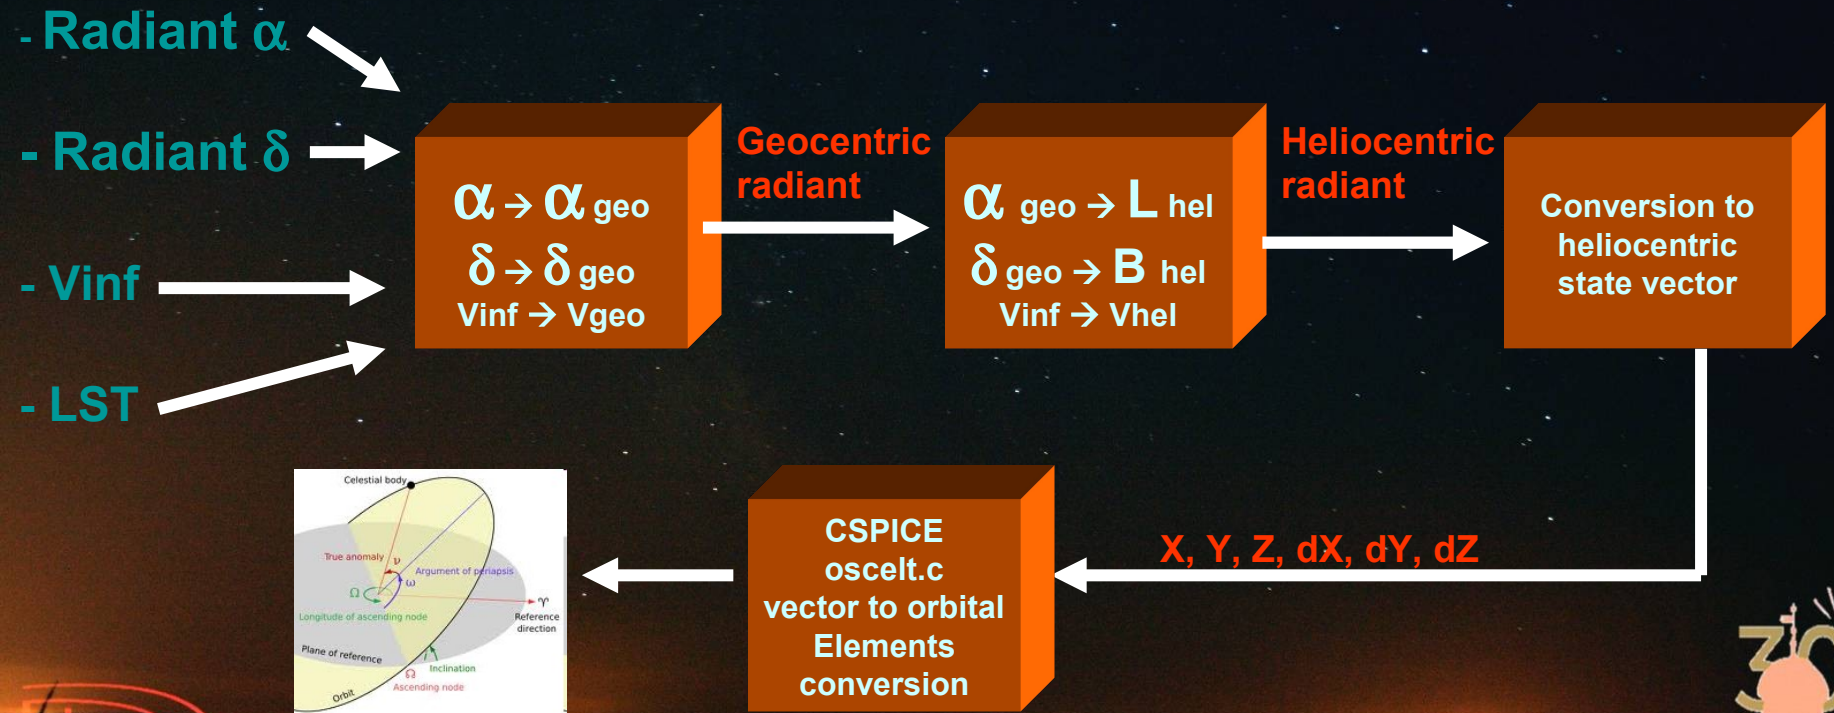 - Radiant α
- Radiant δ
- Vinf
- LST
α → α geo
δ → δ geo
Vinf → Vgeo
Geocentric
radiant
α geo → L hel
δ geo → B hel
Vinf → Vhel
Heliocentric
radiant
Conversion to
heliocentric
state vector
X, Y, Z, dX, dY, dZ
CSPICE
oscelt.c
vector to orbital
Elements
conversion
Celestial body
True anomaly
ν
Argument of periapsis
ω
Ω
Longitude of ascending node
♈
Reference
direction
Plane of reference
Inclination
☊
Ascending node
Orbit